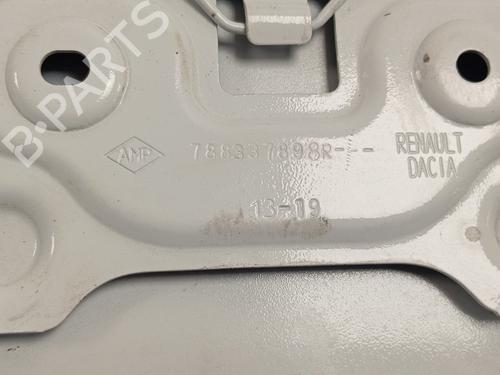 B-PARTS
AMP 788337898R--- RENAULT
DACIA
13-19